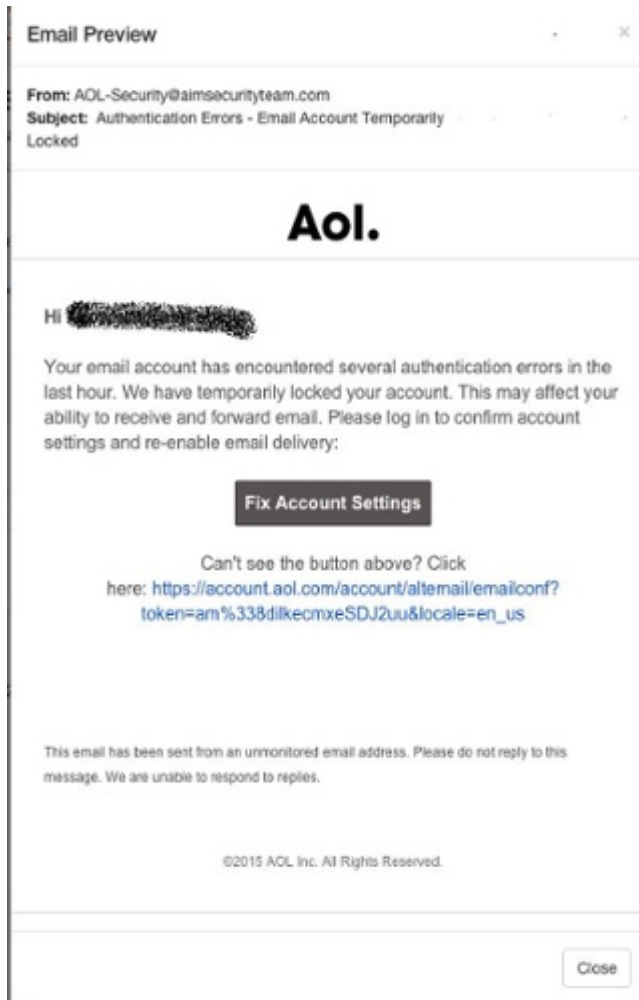 Email Preview
×
From: AOL-Security@aimsecurityteam.com
Subject: Authentication Errors - Email Account Temporarily
Locked
Aol.
Hi
Your email account has encountered several authentication errors in the
last hour. We have temporarily locked your account. This may affect your
ability to receive and forward email. Please log in to confirm account
settings and re-enable email delivery:
Fix Account Settings
Can't see the button above? Click
here: https://account.aol.com/account/altemail/emailconf?
token=am%338dilkecmxeSDJ2uu&locale=en_us
This email has been sent from an unmonitored email address. Please do not reply to this
message. We are unable to respond to replies.
©2015 AOL Inc. All Rights Reserved.
Close